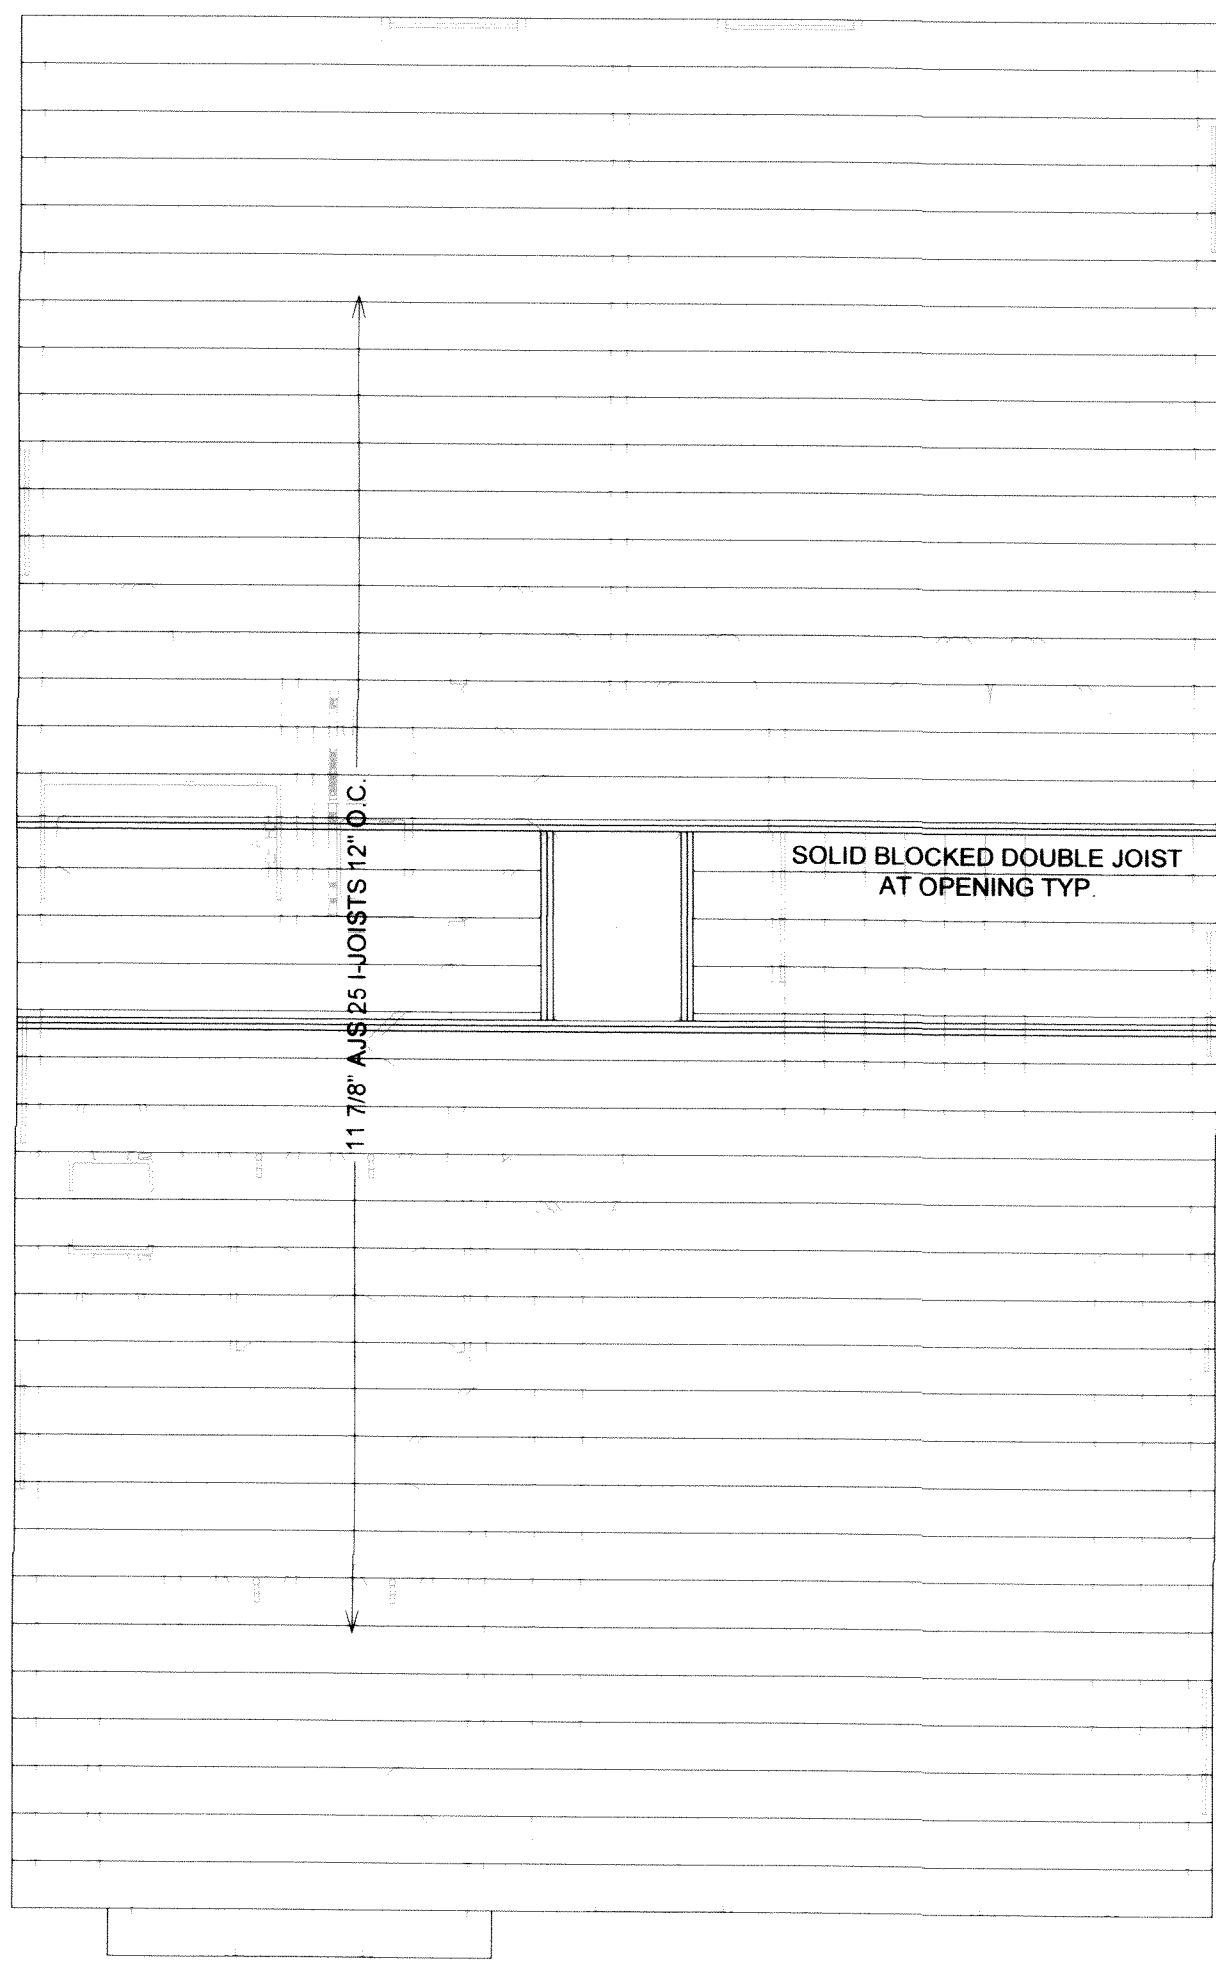 SOLID BLOCKED DOUBLE JOIST
AT OPENING TYP.
11 7/8" AJS 25 I-JOISTS 12" O.C.